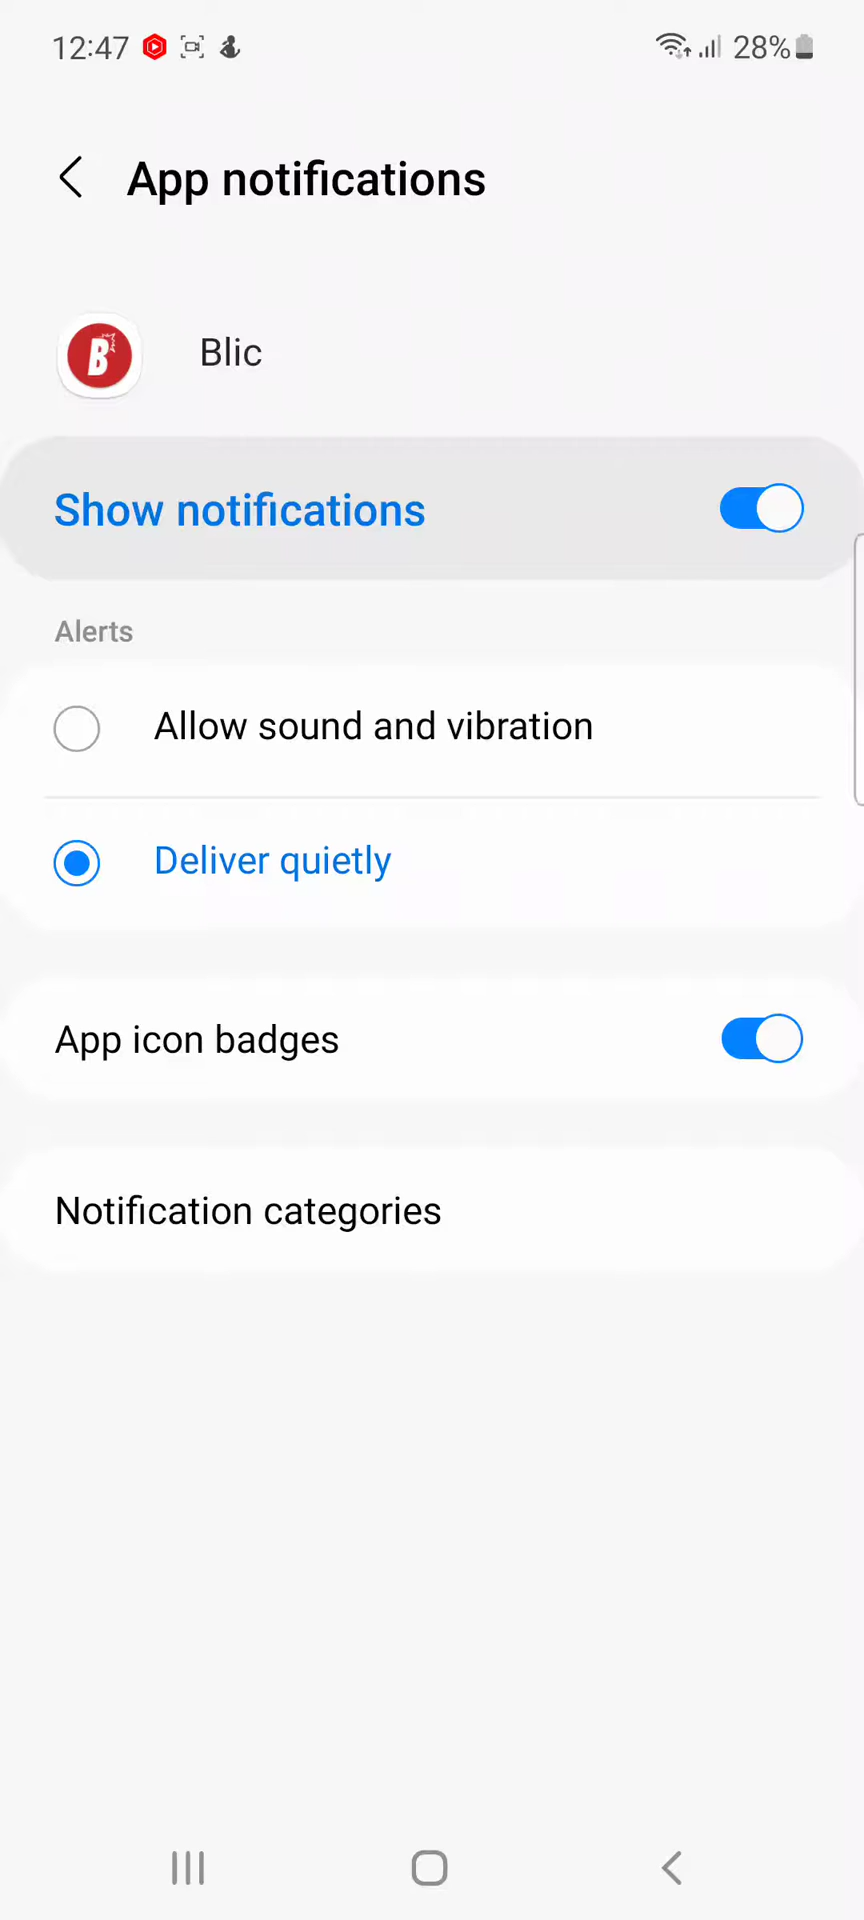 12:47 28%
App notifications
B
Blic
Show notifications
Alerts
Allow sound and vibration
Deliver quietly
App icon badges
Notification categories